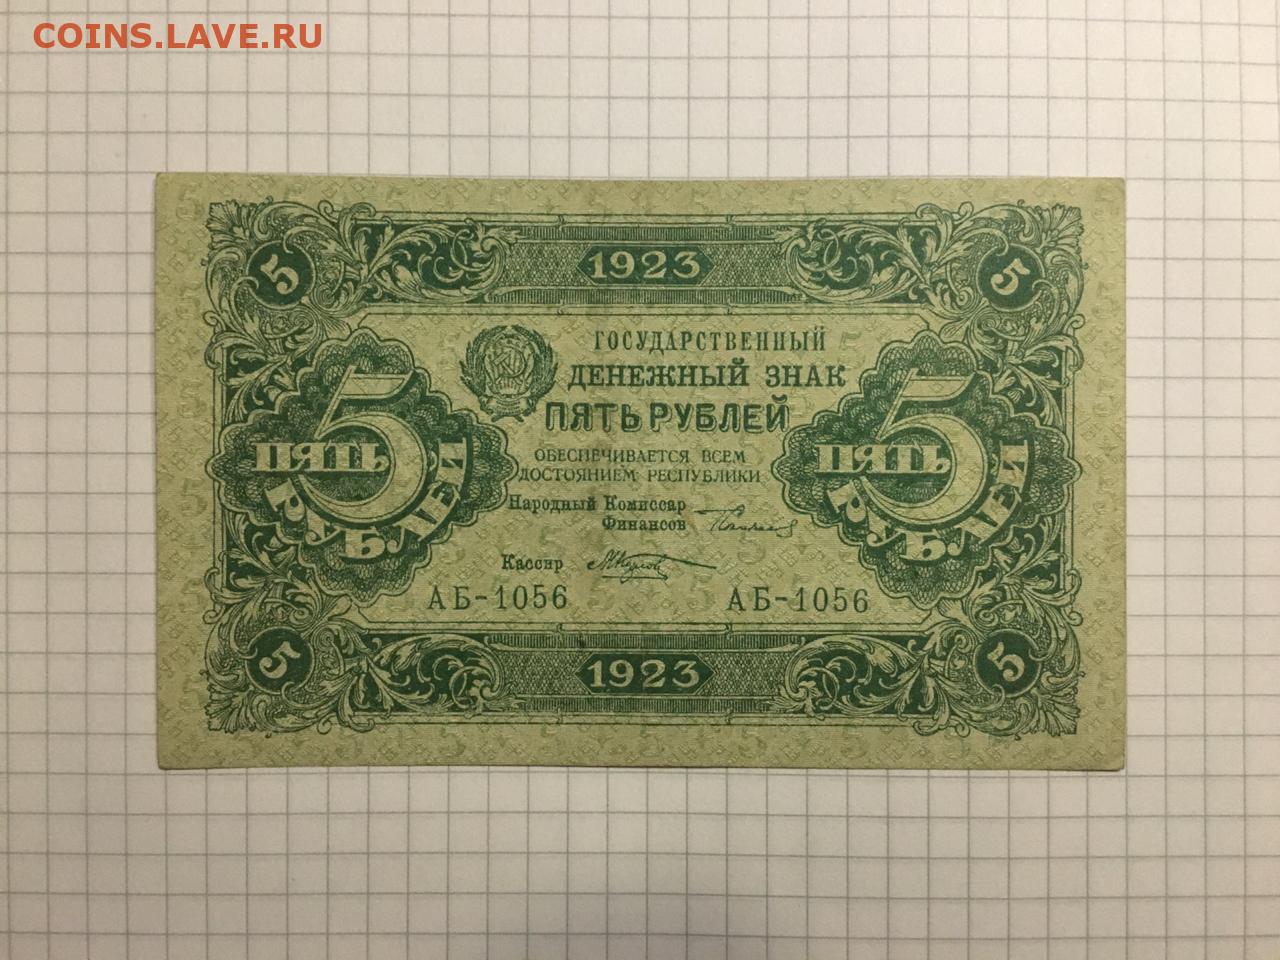 COINS.LAVE.RU
1923
5 5
ГОСУДАРСТВЕННЫЙ
ДЕНЕЖНЫЙ ЗНАК
ПЯТЬ РУБЛЕЙ
ОБЕСПЕЧИВАЕТСЯ ВСЕМ
ДОСТОЯНИЕМ РЕСПУБЛИКИ
Народный Комиссар
Финансов
Кассир
АБ-1056 АБ-1056
5 ПЯТЬ РУБЛЕЙ
5 ПЯТЬ РУБЛЕЙ
5 5
1923